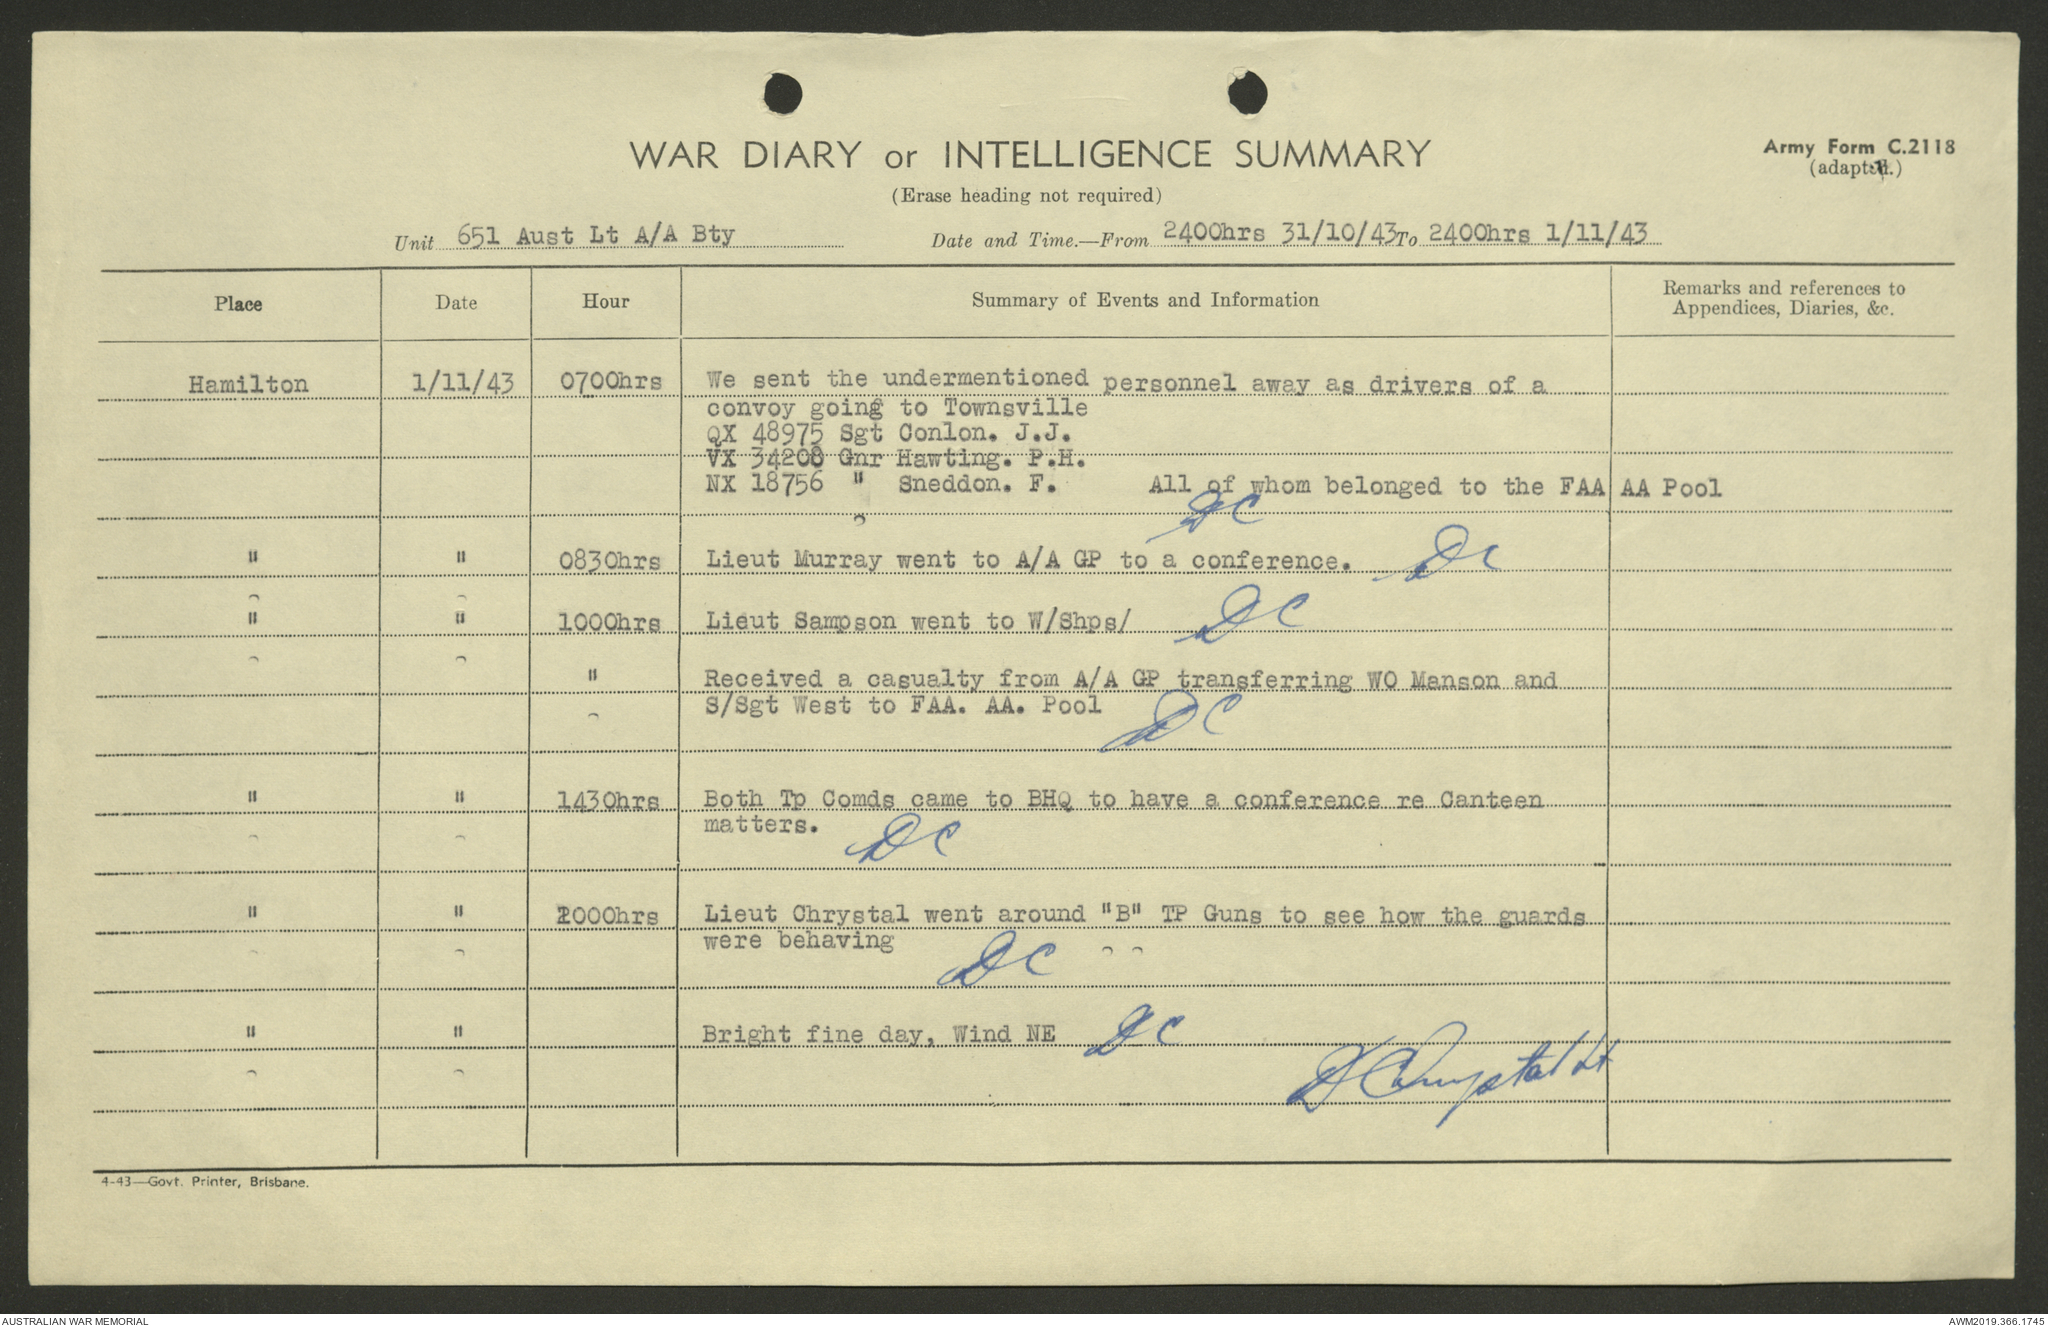 WAR DIARY or INTELLIGENCE SUMMARY
Army Form C.2118
(adapted.)
(Erase heading not required)
Unit 651 Aust Lt A/A Bty Date and Time.—From 2400hrs 31/10/43 To 2400hrs 1/11/43
Place Date Hour Summary of Events and Information Remarks and references to
Appendices, Diaries, &c.
Hamilton 1/11/43 0700hrs We sent the undermentioned personnel away as drivers of a
convoy going to Townsville
QX 48975 Sgt Conlon. J.J.
VX 34208 Gnr Hawting. P.H.
NX 18756 " Sneddon. F. All of whom belonged to the FAA AA Pool
DC
" " 0830hrs Lieut Murray went to A/A GP to a conference. DC
" " 1000hrs Lieut Sampson went to W/Shps/ DC
" Received a casualty from A/A GP transferring WO Manson and
S/Sgt West to FAA. AA. Pool DC
" " 1430hrs Both Tp Comds came to BHQ to have a conference re Canteen
matters. DC
" " 2000hrs Lieut Chrystal went around "B" TP Guns to see how the guards
were behaving DC
" " Bright fine day, Wind NE DC
D Chrystal Lt
4-43—Govt. Printer, Brisbane.
AUSTRALIAN WAR MEMORIAL AWM2019.366.1745